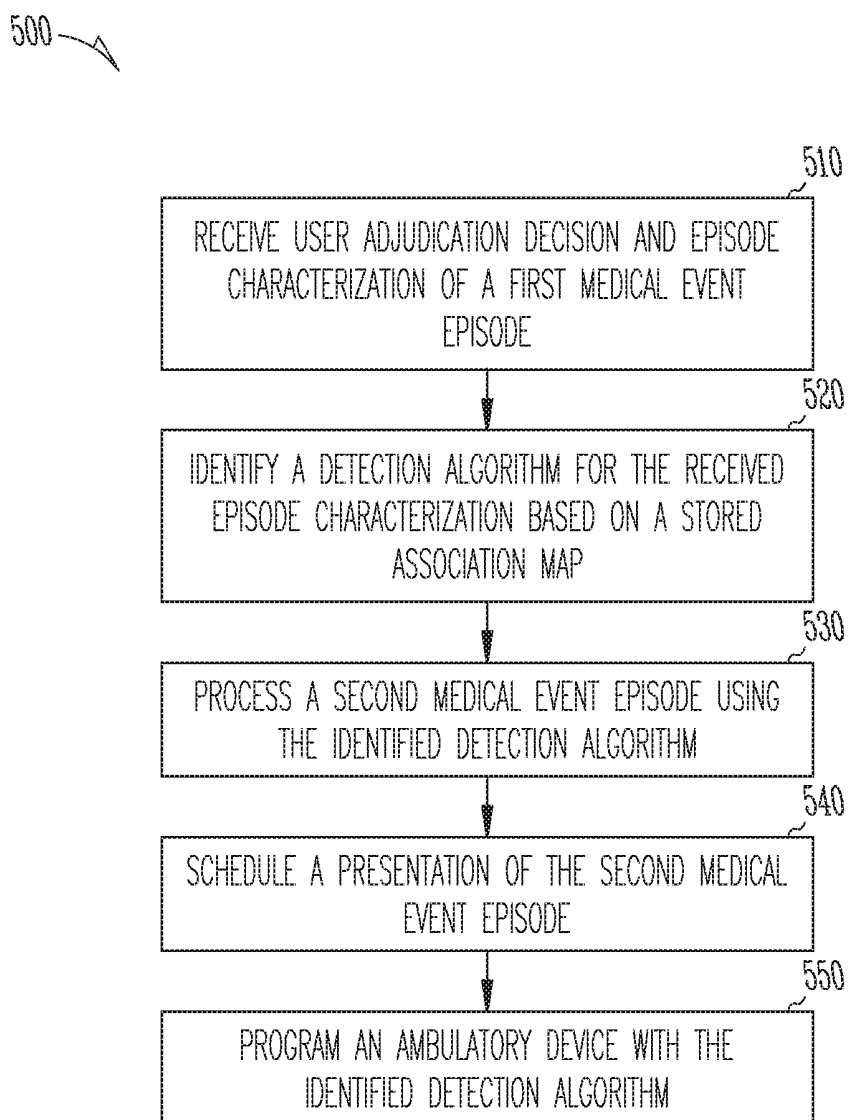 500
510
RECEIVE USER ADJUDICATION DECISION AND EPISODE
CHARACTERIZATION OF A FIRST MEDICAL EVENT
EPISODE
520
IDENTIFY A DETECTION ALGORITHM FOR THE RECEIVED
EPISODE CHARACTERIZATION BASED ON A STORED
ASSOCIATION MAP
530
PROCESS A SECOND MEDICAL EVENT EPISODE USING
THE IDENTIFIED DETECTION ALGORITHM
540
SCHEDULE A PRESENTATION OF THE SECOND MEDICAL
EVENT EPISODE
550
PROGRAM AN AMBULATORY DEVICE WITH THE
IDENTIFIED DETECTION ALGORITHM